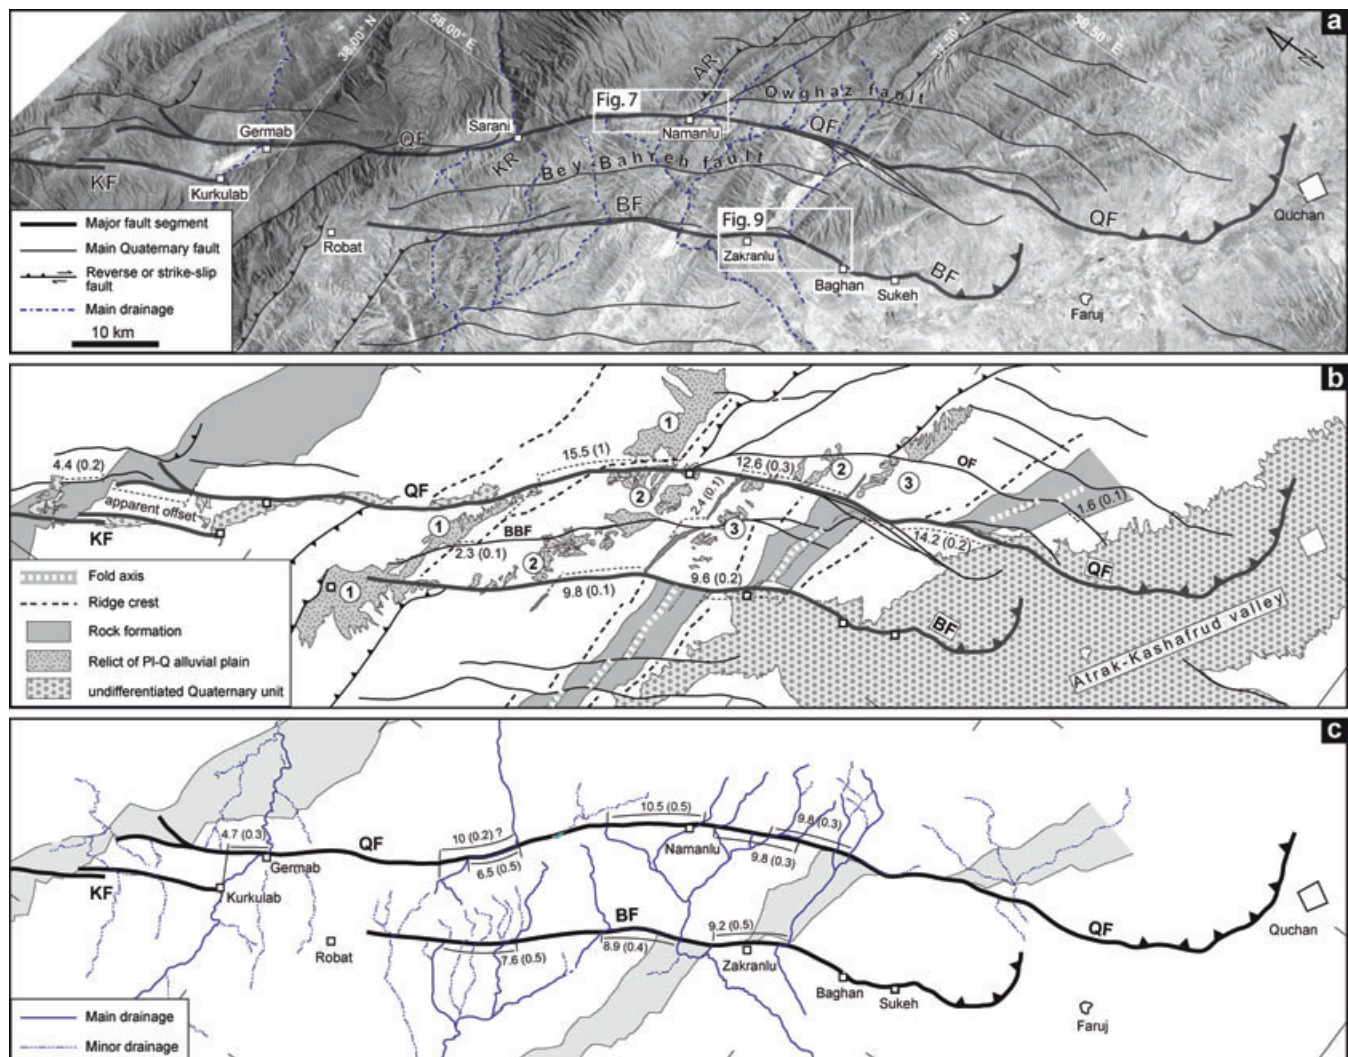 a
38.00° N
58.00° E
37.50° N
58.50° E
N
AR
Fig. 7
Owghaz fault
Germab
QF
Sarani
Namanlu
QF
KR
Bey-Bahreh fault
KF
Kurkulab
BF
Fig. 9
QF
Quchan
Robat
Zakranlu
BF
Baghan
Sukeh
Faruj
Major fault segment
Main Quaternary fault
Reverse or strike-slip
fault
Main drainage
10 km
b
1
15.5 (1)
4.4 (0.2)
12.6 (0.3)
2
OF
3
QF
2
2.4 (0.1)
1.6 (0.1)
apparent offset
1
BBF
3
KF
2.3 (0.1)
2
14.2 (0.2)
9.8 (0.1)
9.6 (0.2)
QF
1
BF
Atrak-Kashafrud valley
Fold axis
Ridge crest
Rock formation
Relict of Pl-Q alluvial plain
undifferentiated Quaternary unit
c
10.5 (0.5)
4.7 (0.3)
QF
10 (0.2) ?
9.8 (0.3)
Namanlu
9.8 (0.3)
Germab
6.5 (0.5)
KF
Kurkulab
BF
9.2 (0.5)
QF
Quchan
Robat
7.6 (0.5)
8.9 (0.4)
Zakranlu
Baghan
Sukeh
Faruj
Main drainage
Minor drainage